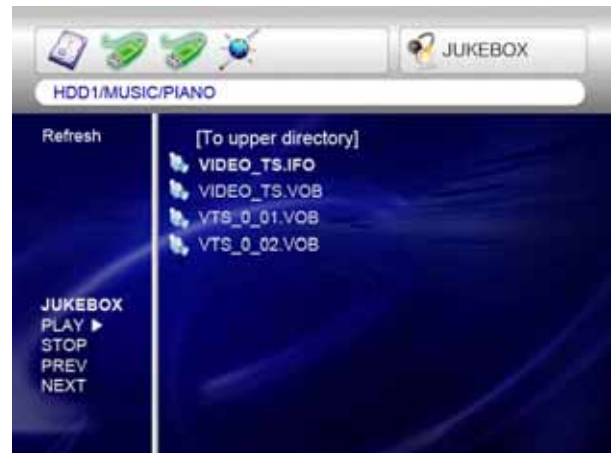 JUKEBOX
HDD1/MUSIC/PIANO
Refresh
[To upper directory]
VIDEO_TS.IFO
VIDEO_TS.VOB
VTS_0_01.VOB
VTS_0_02.VOB
JUKEBOX
PLAY ▶
STOP
PREV
NEXT